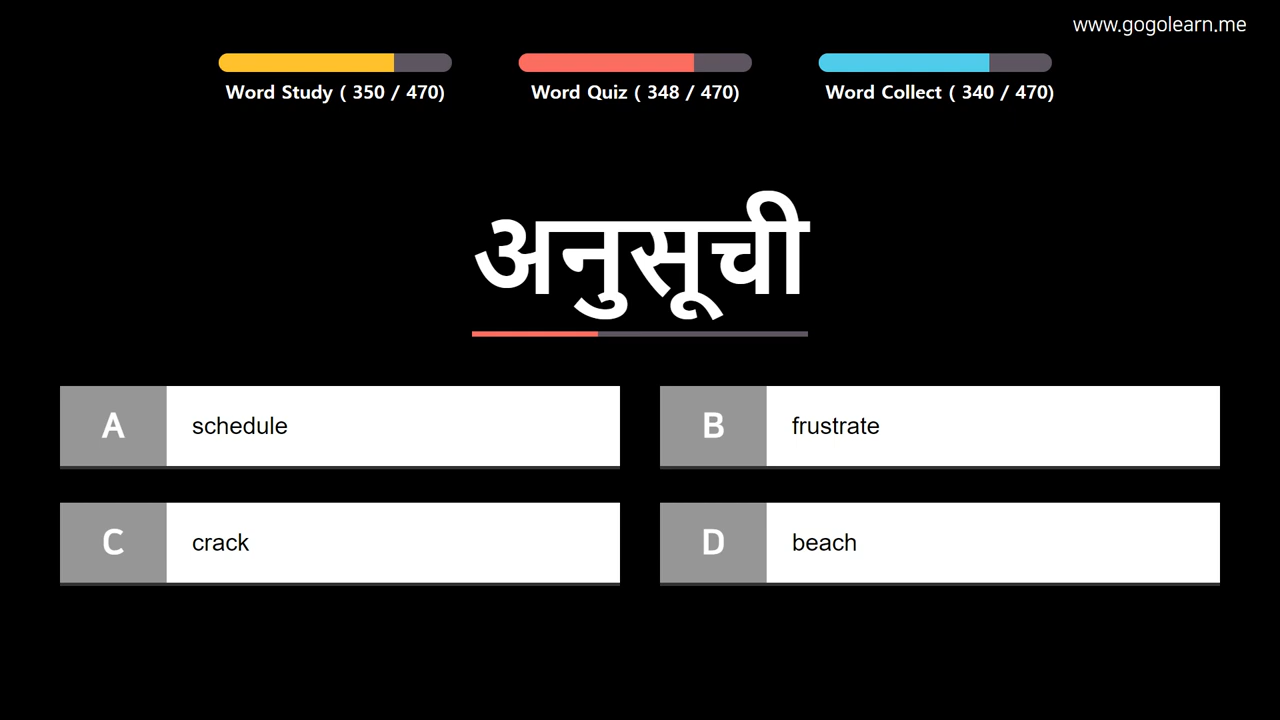 www.gogolearn.me
Word Study ( 350 / 470)
Word Quiz ( 348 / 470)
Word Collect ( 340 / 470)
अनुसूची
A schedule
B frustrate
C crack
D beach